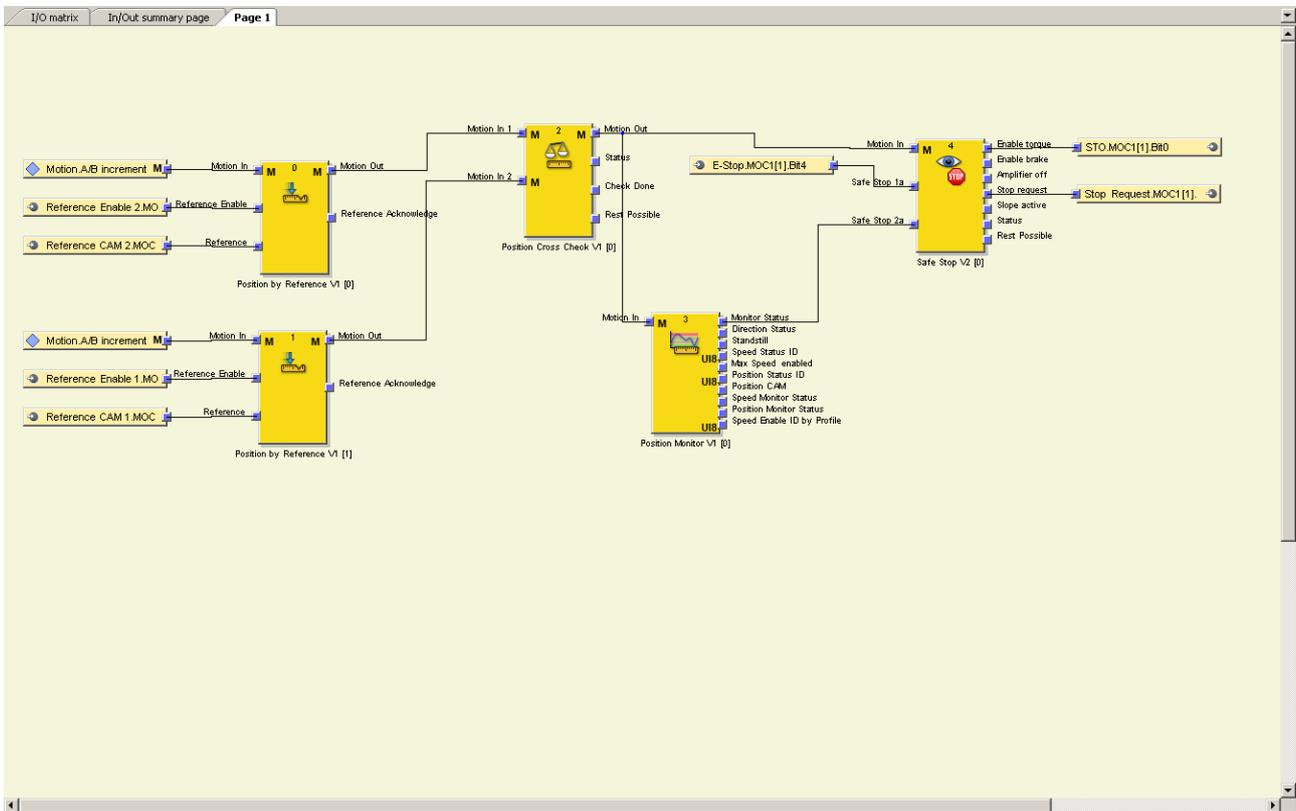 I/O matrix
In/Out summary page
Page 1
Motion.A/B increment M
Motion In
Reference Enable 2.MO
Reference Enable
Reference CAM 2.MOC
Reference
0
M M
Motion Out
Reference Acknowledge
Position by Reference V1 [0]
Motion.A/B increment M
Motion In
Reference Enable 1.MO
Reference Enable
Reference CAM 1.MOC
Reference
1
M M
Motion Out
Reference Acknowledge
Position by Reference V1 [1]
Motion In 1
Motion In 2
2
M M
M
Motion Out
Status
Check Done
Rest Possible
Position Cross Check V1 [0]
E-Stop.MOC1[1].Bit4
Motion In
3
M
UI8
UI8
UI8
Monitor Status
Direction Status
Standstill
Speed Status ID
Max Speed enabled
Position Status ID
Position CAM
Speed Monitor Status
Position Monitor Status
Speed Enable ID by Profile
Position Monitor V1 [0]
Motion In
Safe Stop 1a
Safe Stop 2a
4
M
STOP
Enable torque
Enable brake
Amplifier off
Stop request
Slope active
Status
Rest Possible
Safe Stop V2 [0]
STO.MOC1[1].Bit0
Stop Request.MOC1[1].